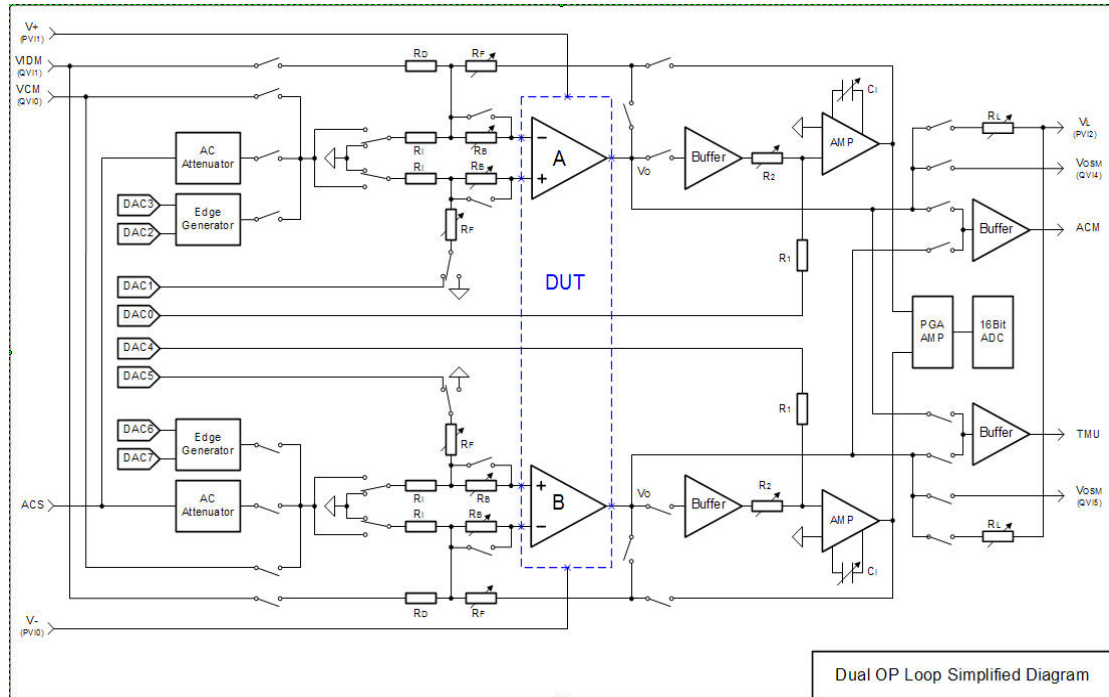 V+
(PVI1)
VIDM
(QVI1)
VCM
(QVI0)
RD
RF
CI
RL
VL
(PVI2)
AC
Attenuator
RI
RB
A
Buffer
AMP
VOSM
(QVI4)
RI
RB
VO
R2
DAC3
DAC2
Edge
Generator
RF
Buffer
ACM
R1
DAC1
DUT
DAC0
PGA
AMP
16Bit
ADC
DAC4
DAC5
R1
DAC6
DAC7
Edge
Generator
RF
Buffer
TMU
ACS
AC
Attenuator
RI
RB
B
VO
Buffer
R2
AMP
VOSM
(QVI5)
RI
RB
RL
CI
RD
RF
V-
(PVI0)
Dual OP Loop Simplified Diagram